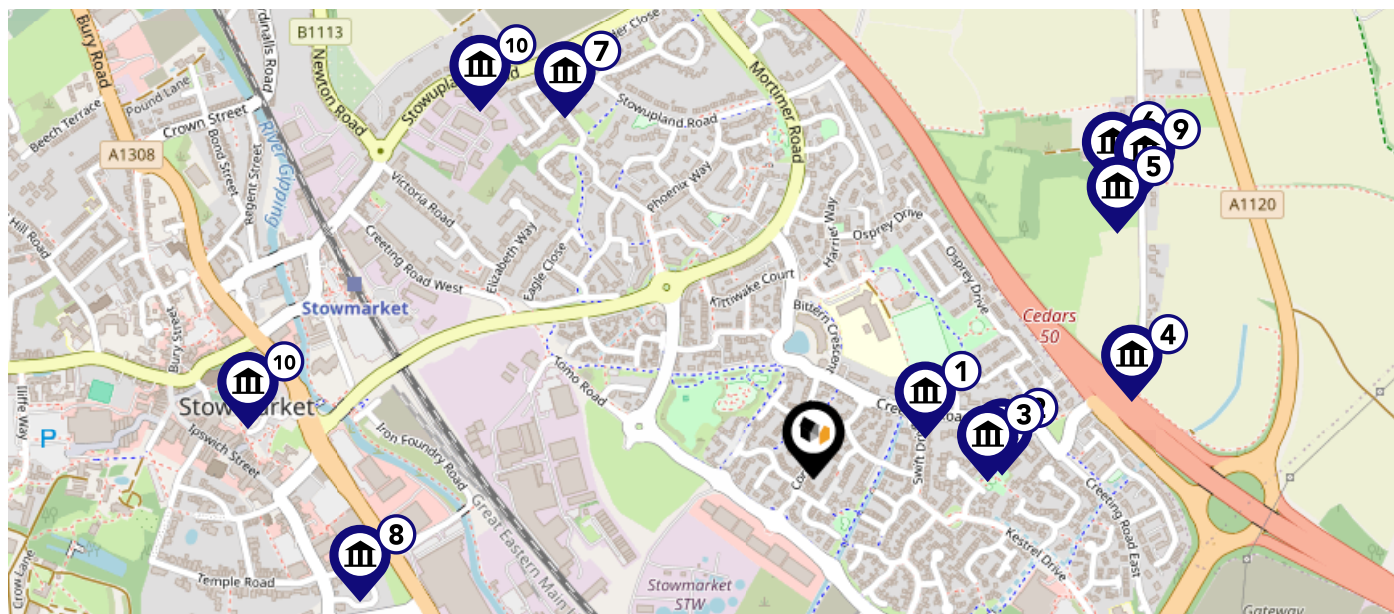 B1113
Bury Road
Pound Lane
Beech Terrace
Crown Street
Bond Street
Regent Street
River Gipping
Newton Road
Mortimer Road
Stowupland Road
10
7
A1308
Hill Road
Victoria Road
Phoenix Way
Elizabeth Way
Eagle Close
Creeting Road West
Harrier Way
Osprey Drive
Osprey Drive
6
9
5
A1120
Stowmarket
Kittiwake Court
Bittern Crescent
Cedars
50
4
Bury Street
10
Iliffe Way
P
Ipswich Street
Iron Foundry Road
Tomo Road
1
3
2
Swift Drive
8
Temple Road
Crow Lane
Great Eastern Main
Stowmarket
STW
Kestrel Drive
Creeting Road East
Gateway